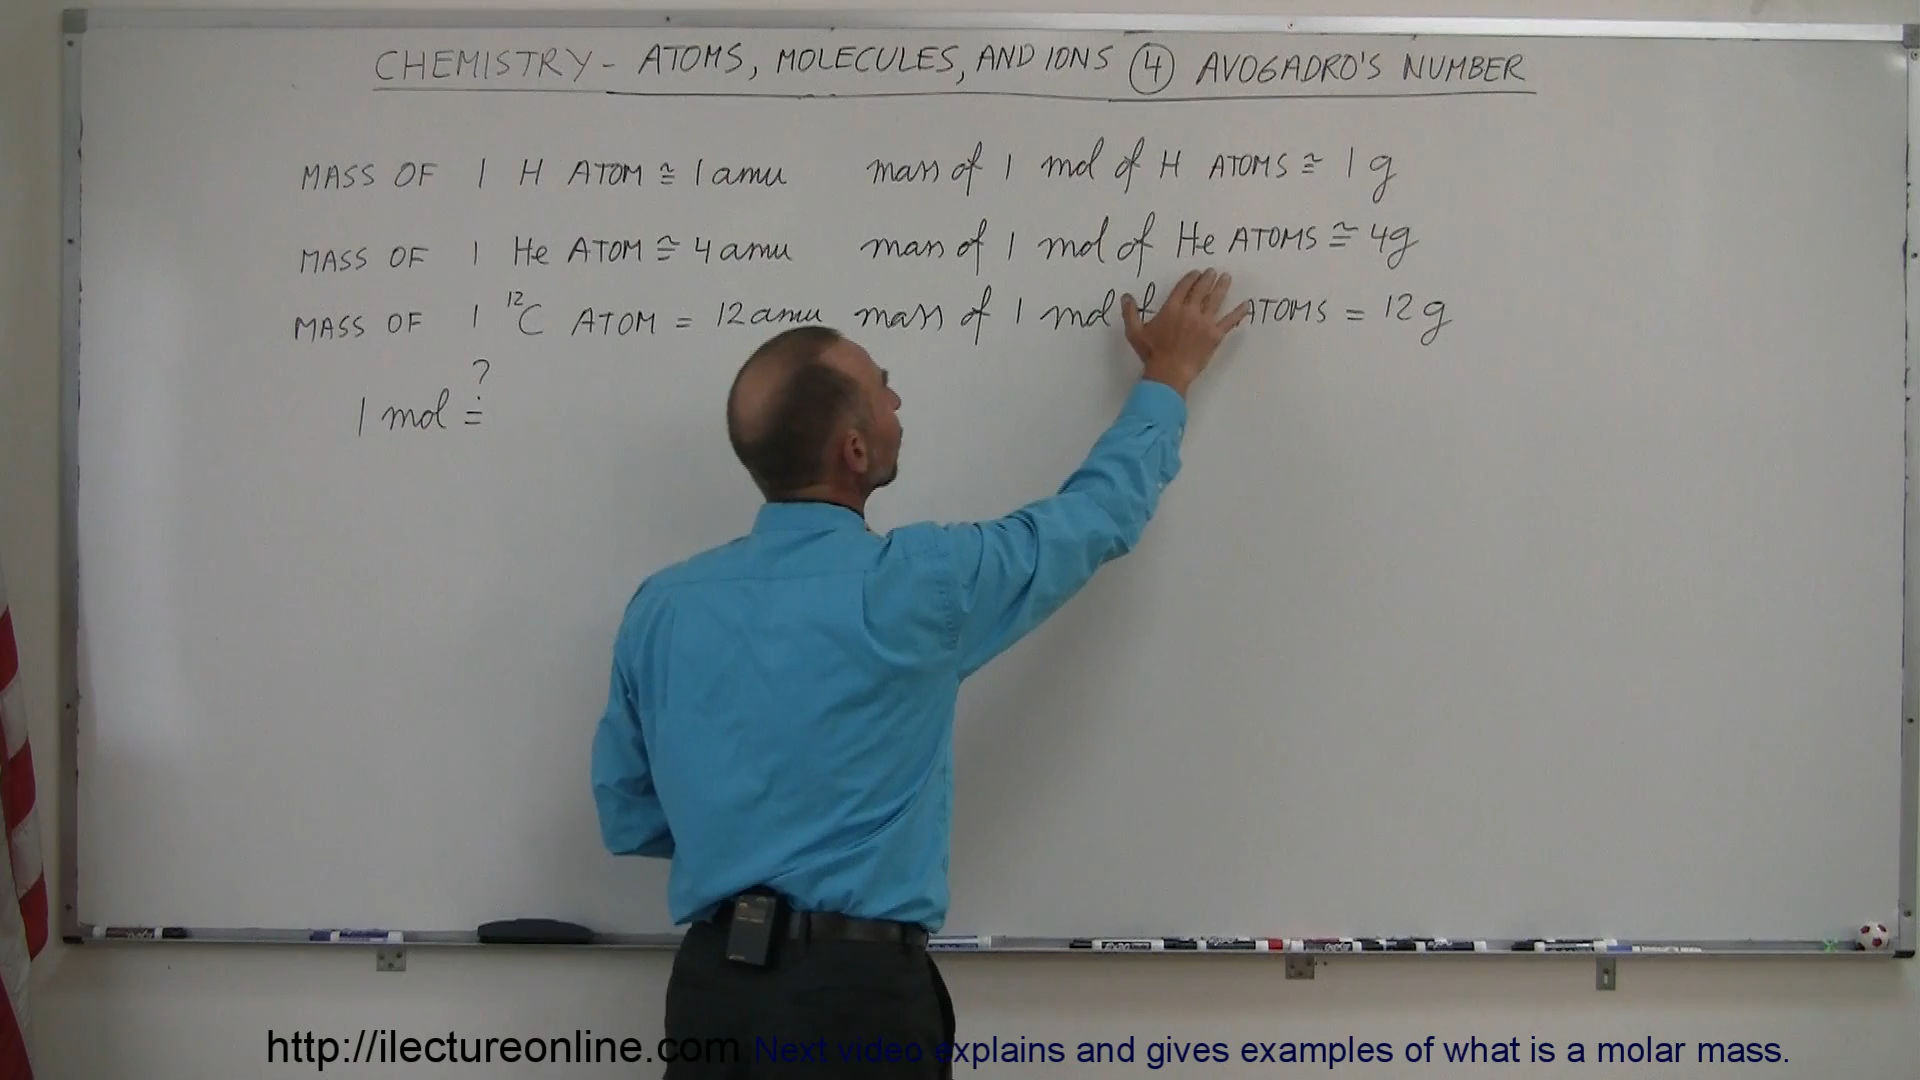 CHEMISTRY - ATOMS, MOLECULES, AND IONS ④ AVOGADRO'S NUMBER
MASS OF 1 H ATOM ≅ 1 amu mass of 1 mol of H ATOMS ≅ 1 g
MASS OF 1 He ATOM ≅ 4 amu mass of 1 mol of He ATOMS ≅ 4g
MASS OF 1 ¹²C ATOM = 12 amu mass of 1 mol of ATOMS = 12 g
?
1 mol =
http://ilectureonline.com Next video explains and gives examples of what is a molar mass.